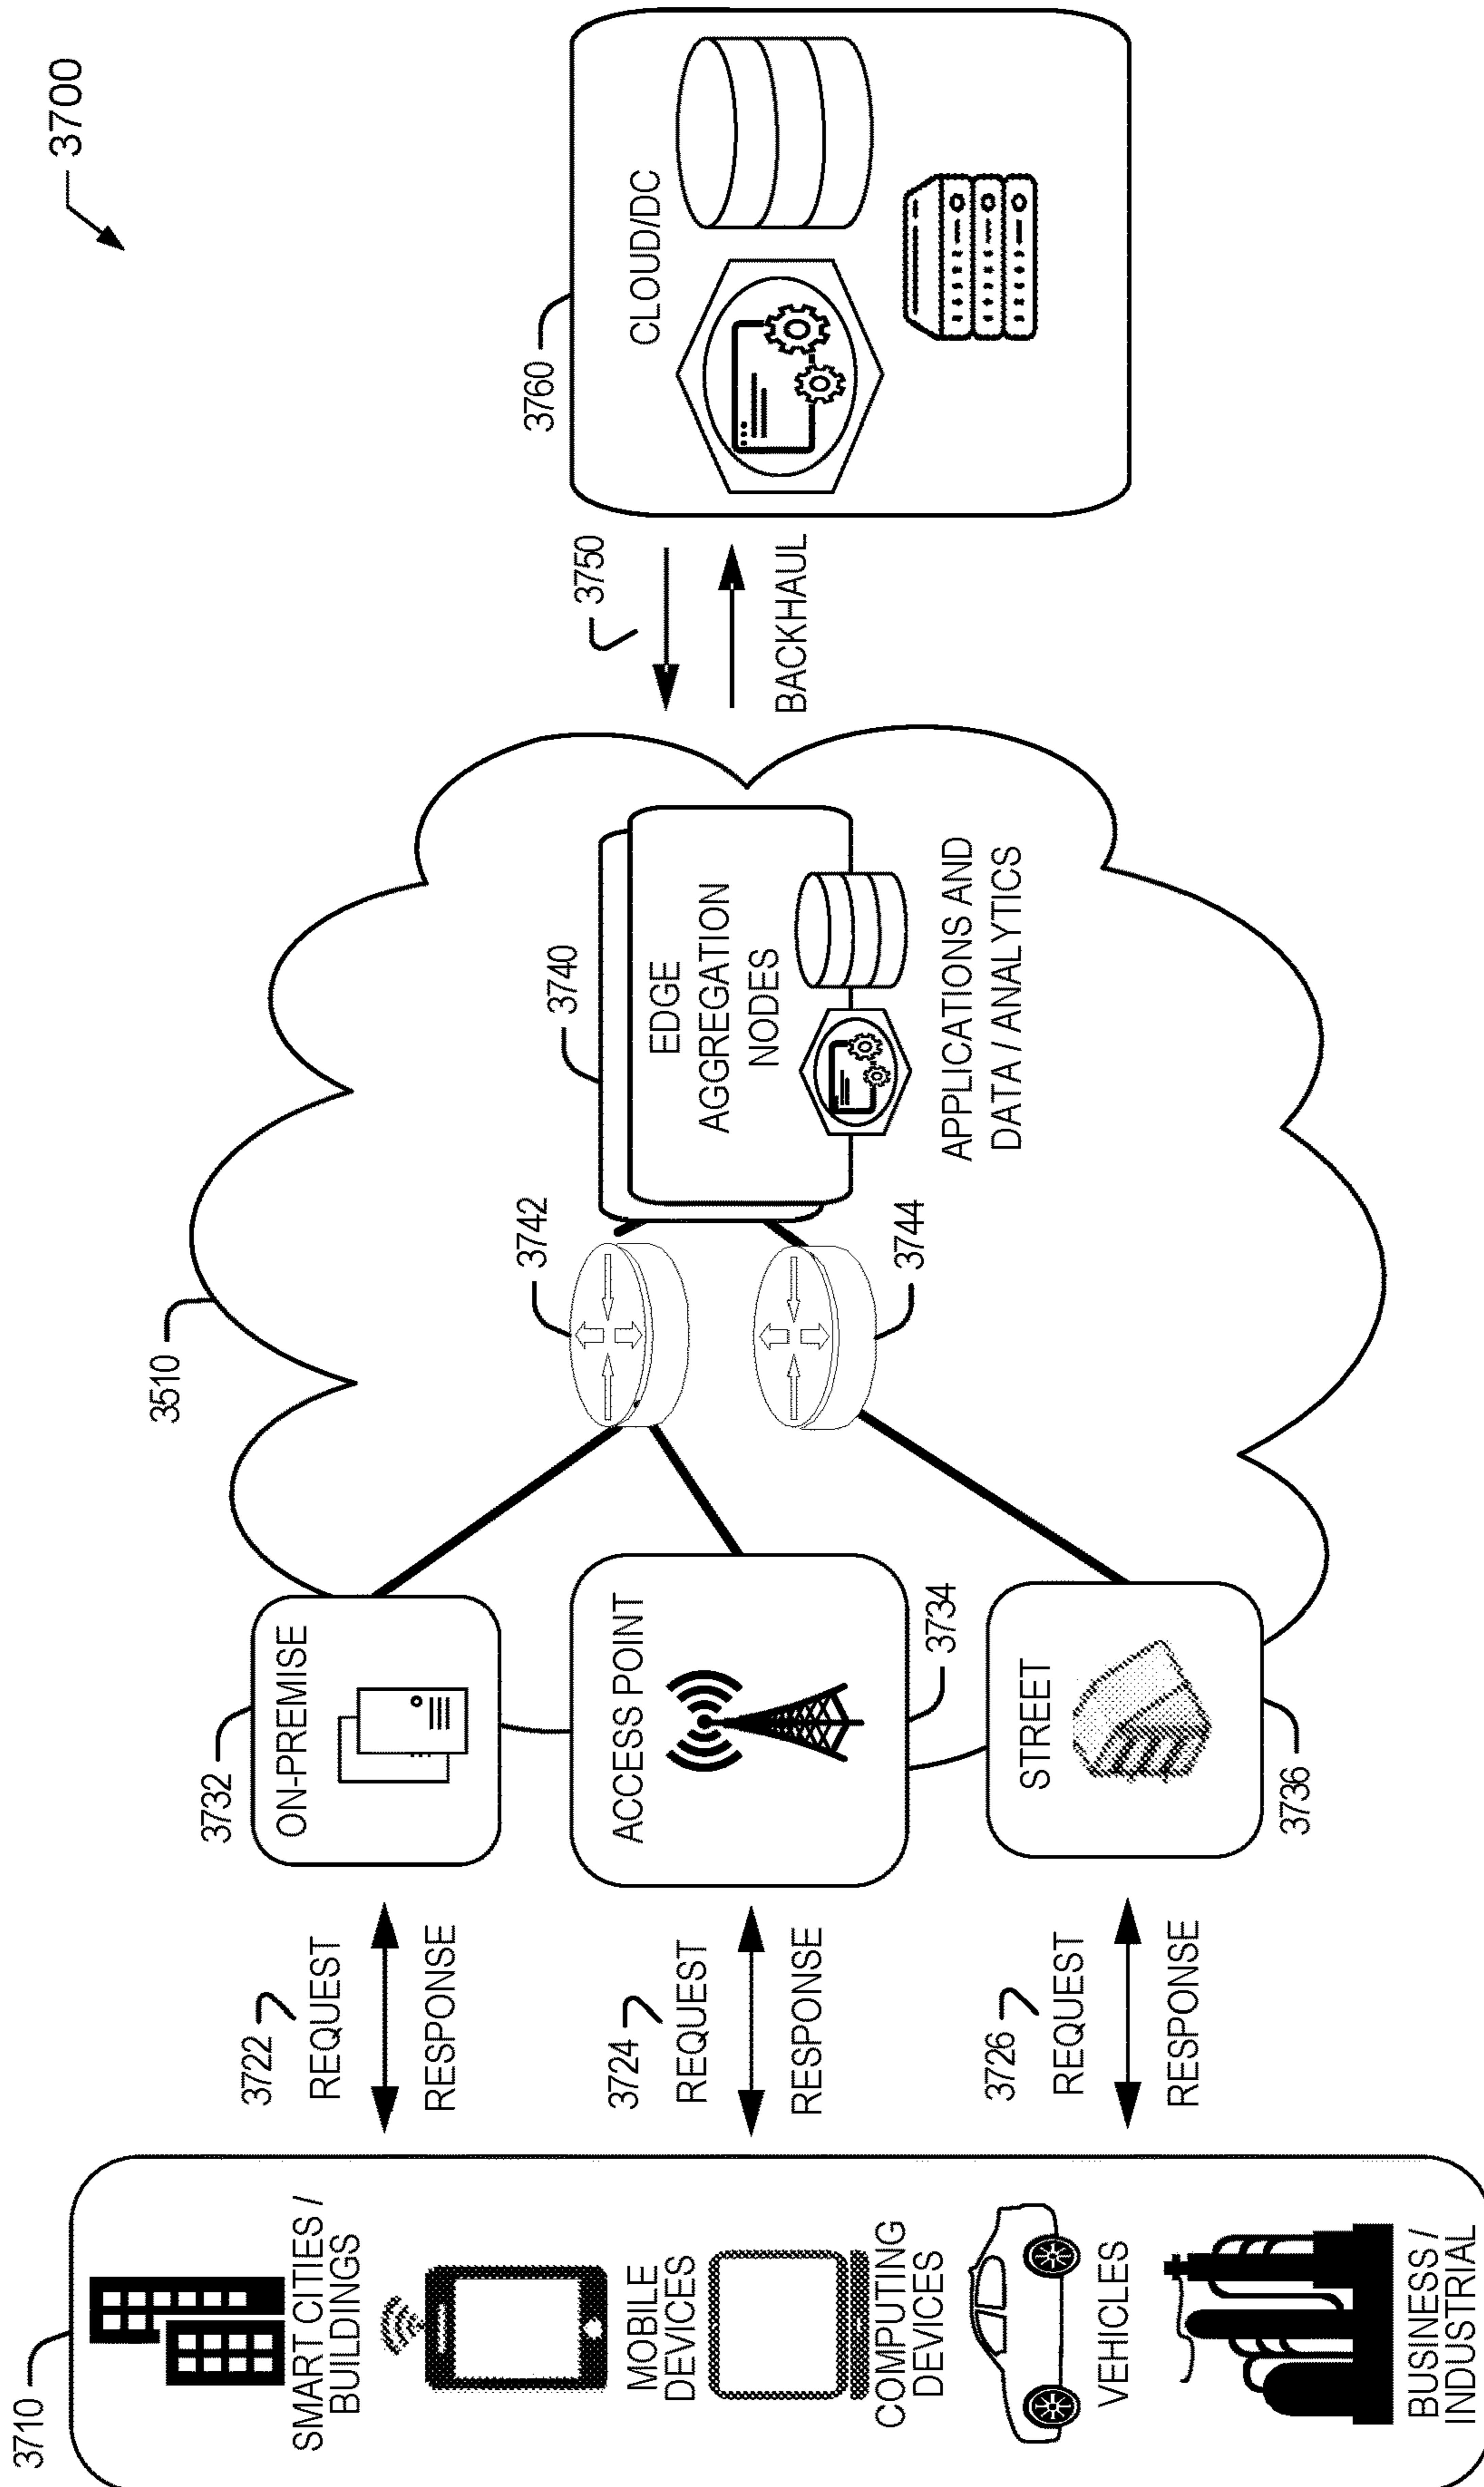 3700
3710
SMART CITIES /
BUILDINGS
MOBILE
DEVICES
COMPUTING
DEVICES
VEHICLES
BUSINESS /
INDUSTRIAL
3722
REQUEST
RESPONSE
3724
REQUEST
RESPONSE
3726
REQUEST
RESPONSE
3732
ON-PREMISE
ACCESS POINT
3734
STREET
3736
3510
3742
3744
3740
EDGE
AGGREGATION
NODES
APPLICATIONS AND
DATA / ANALYTICS
3750
BACKHAUL
3760
CLOUD/DC